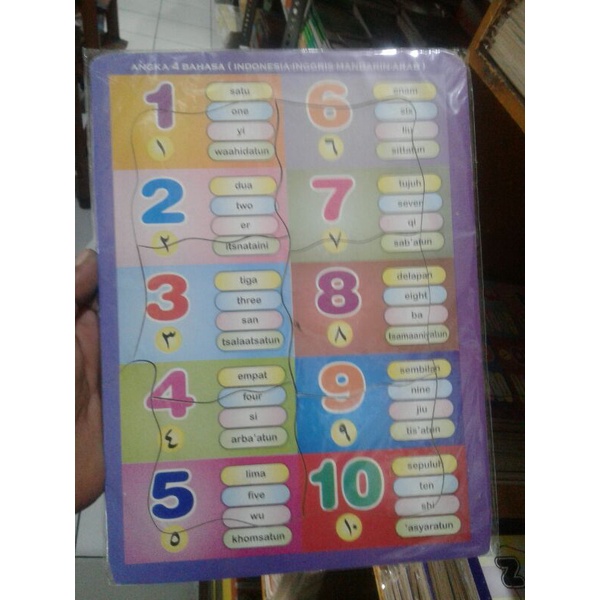 ANGKA 4 BAHASA ( INDONESIA INGGRIS MANDARIN ARAB )
1
satu
one
yi
waahidatun
١
2
dua
two
er
itsnataini
٢
3
tiga
three
san
tsalaatsatun
٣
4
empat
four
si
arba'atun
٤
5
lima
five
wu
khomsatun
٥
6
enam
six
liu
sittatun
٦
7
tujuh
seven
qi
sab'atun
٧
8
delapan
eight
ba
tsamaaniyatun
٨
9
sembilan
nine
jiu
tis'atun
٩
10
sepuluh
ten
shi
'asyaratun
١٠